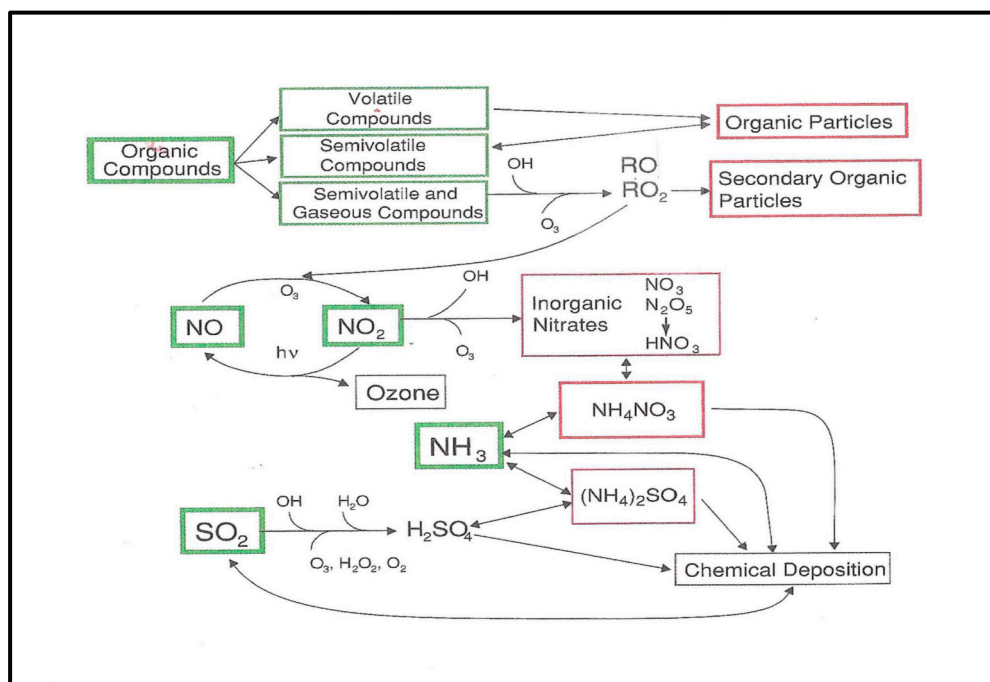 Volatile
Compounds
Organic
Compounds
Semivolatile
Compounds
Semivolatile and
Gaseous Compounds
OH
O₃
RO
RO₂
Organic Particles
Secondary Organic
Particles
NO
O₃
NO₂
hν
Ozone
OH
O₃
Inorganic
Nitrates
NO₃
N₂O₅
HNO₃
NH₃
NH₄NO₃
(NH₄)₂SO₄
SO₂
OH
H₂O
O₃, H₂O₂, O₂
H₂SO₄
Chemical Deposition